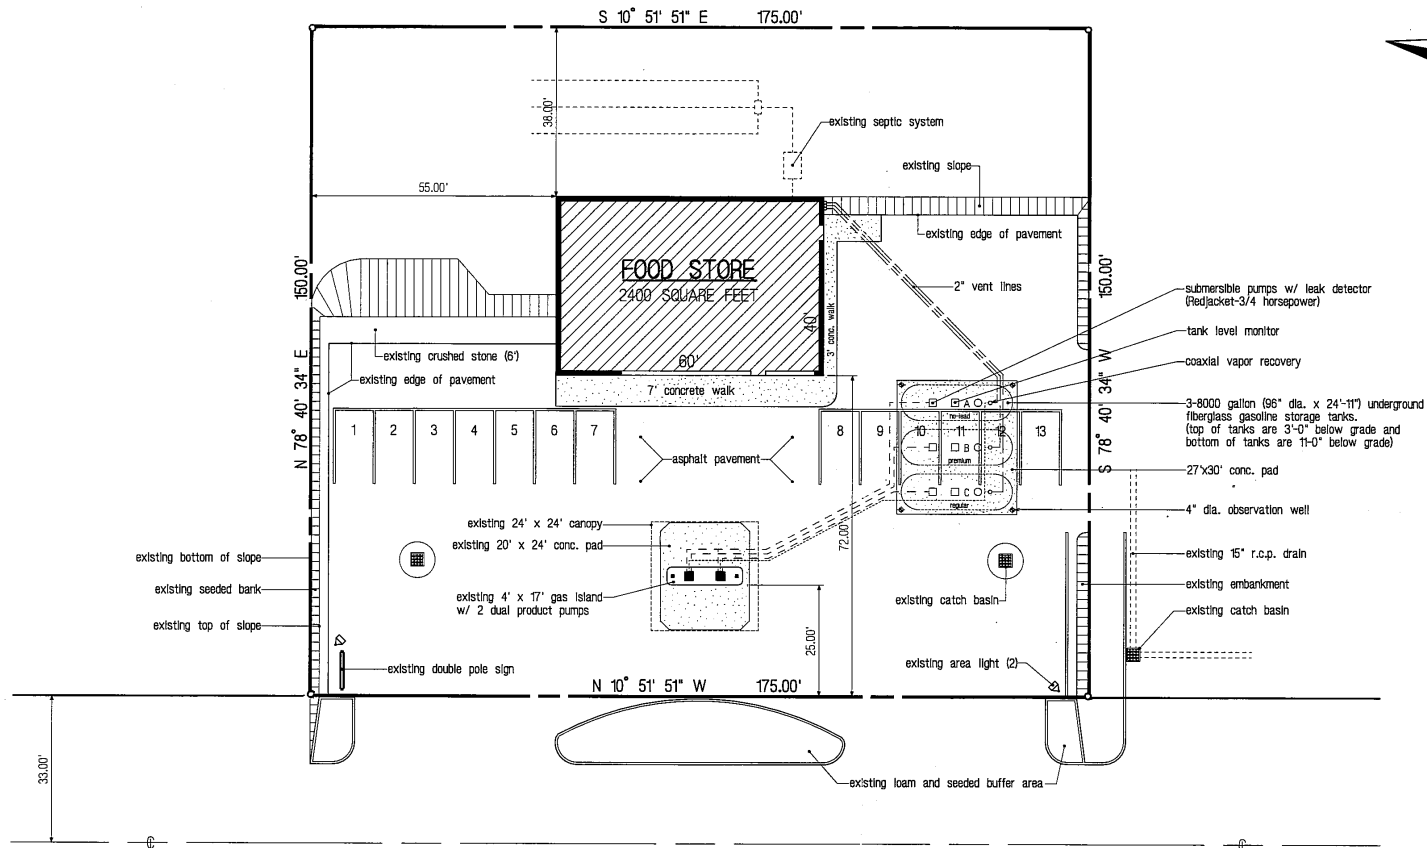 S 10° 51' 51" E 175.00'
38.00'
existing septic system
existing slope
55.00'
existing edge of pavement
FOOD STORE
2400 SQUARE FEET
150.00'
150.00'
2" vent lines
submersible pumps w/ leak detector
(Redjacket-3/4 horsepower)
40'
3' conc. walk
tank level monitor
existing crushed stone (6")
60'
coaxial vapor recovery
existing edge of pavement
7' concrete walk
N 78° 40' 34" E
S 78° 40' 34" W
3-8000 gallon (96" dia. x 24'-11") underground
fiberglass gasoline storage tanks.
(top of tanks are 3'-0" below grade and
bottom of tanks are 11-0" below grade)
A
no-lead
1 2 3 4 5 6 7
8 9 10 11 12 13
B
premium
asphalt pavement
27'x30' conc. pad
C
regular
4" dia. observation well
existing 24' x 24' canopy
72.00'
existing 20' x 24' conc. pad
existing bottom of slope
existing 15" r.c.p. drain
existing seeded bank
existing 4' x 17' gas island
w/ 2 dual product pumps
existing catch basin
existing embankment
existing catch basin
existing top of slope
25.00'
existing double pole sign
existing area light (2)
N 10° 51' 51" W 175.00'
33.00'
existing loam and seeded buffer area